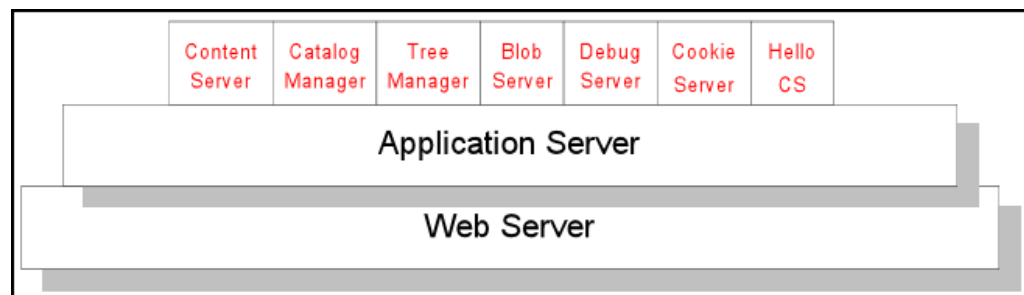 Content Server
Catalog Manager
Tree Manager
Blob Server
Debug Server
Cookie Server
Hello CS
Application Server
Web Server